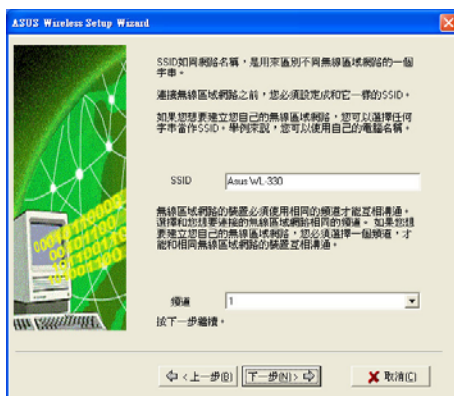 ASUS Wireless Setup Wizard
SSID如同網路名稱，是用來區別不同無線區域網路的一個
字串。
連接無線區域網路之前，您必須設定成和它一樣的SSID。
如果您想要建立您自己的無線區域網路，您可以選擇任何
字串當作SSID。舉例來說，您可以使用自己的電腦名稱。
SSID
Asus WL-330
無線區域網路的裝置必須使用相同的頻道才能互相溝通。
選擇和您想要連接的無線區域網路相同的頻道。如果您想
要建立您自己的無線區域網路，您必須選擇一個頻道，才
能和相同無線區域網路的裝置互相溝通。
頻道
1
按下一步繼續。
<上一步(B)
下一步(N)>
取消(C)